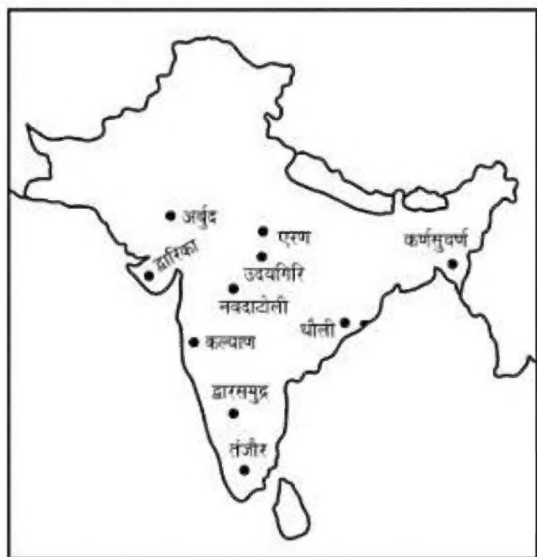 अर्बुद
एरण
कर्णसुवर्ण
द्वारिका
उदयगिरि
नवदाटोली
धौली
कल्याण
द्वारसमुद्र
तंजौर